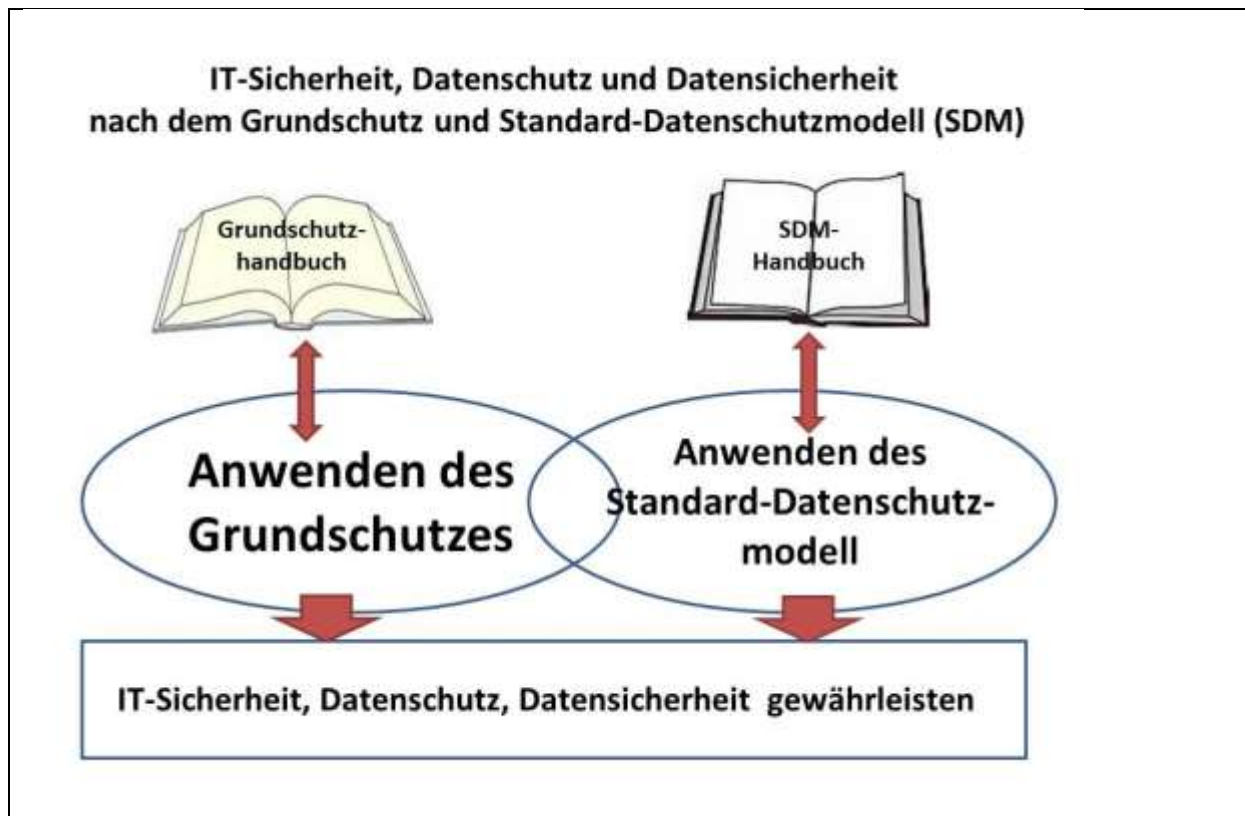 IT-Sicherheit, Datenschutz und Datensicherheit
nach dem Grundschutz und Standard-Datenschutzmodell (SDM)
Grundschutz-
handbuch
SDM-
Handbuch
Anwenden des
Grundschutzes
Anwenden des
Standard-Datenschutz-
modell
IT-Sicherheit, Datenschutz, Datensicherheit gewährleisten